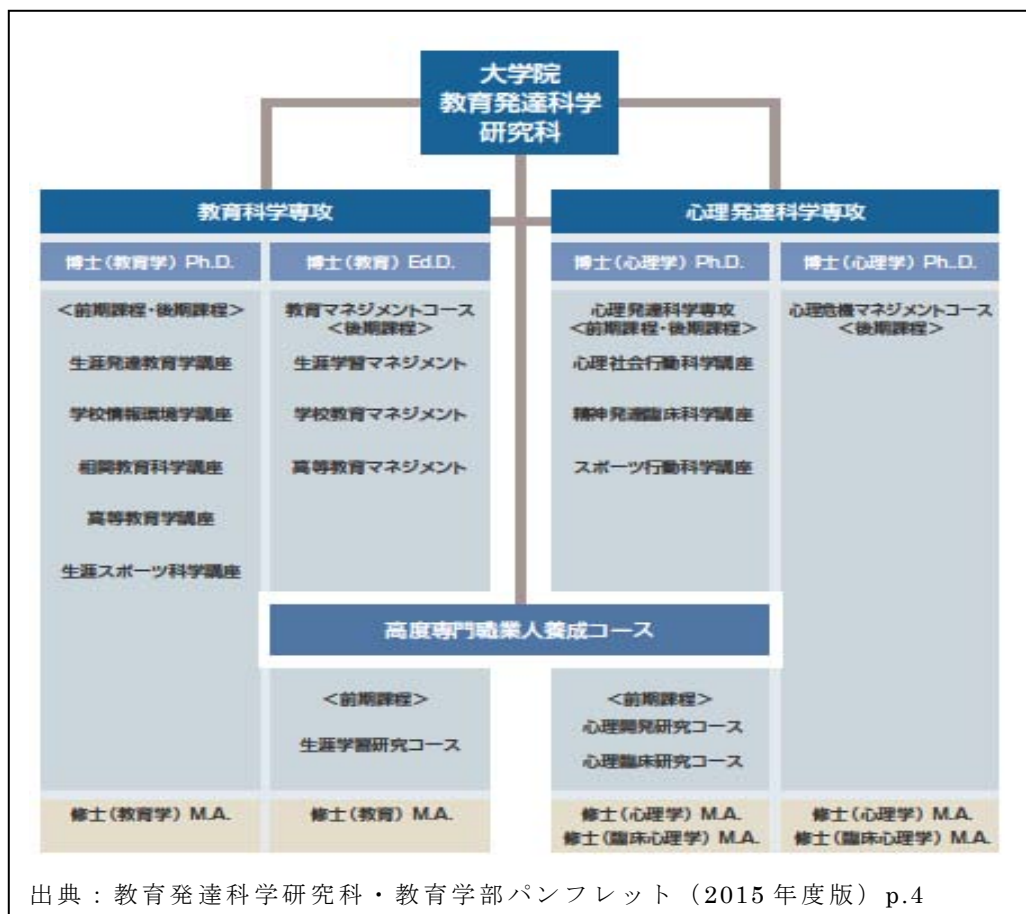 大学院
教育発達科学
研究科
教育科学専攻
博士(教育学) Ph.D.
<前期課程・後期課程>
生涯発達教育学講座
学校情報環境学講座
相関教育科学講座
高等教育学講座
生涯スポーツ科学講座
博士(教育) Ed.D.
教育マネジメントコース
<後期課程>
生涯学習マネジメント
学校教育マネジメント
高等教育マネジメント
心理発達科学専攻
博士(心理学) Ph.D.
心理発達科学専攻
<前期課程・後期課程>
心理社会行動科学講座
精神発達臨床科学講座
スポーツ行動科学講座
博士(心理学) Ph..D.
心理危機マネジメントコース
<後期課程>
高度専門職業人養成コース
<前期課程>
生涯学習研究コース
<前期課程>
心理開発研究コース
心理臨床研究コース
修士(教育学) M.A.
修士(教育) M.A.
修士(心理学) M.A.
修士(臨床心理学) M.A.
修士(心理学) M.A.
修士(臨床心理学) M.A.
出典：教育発達科学研究科・教育学部パンフレット（2015年度版）p.4